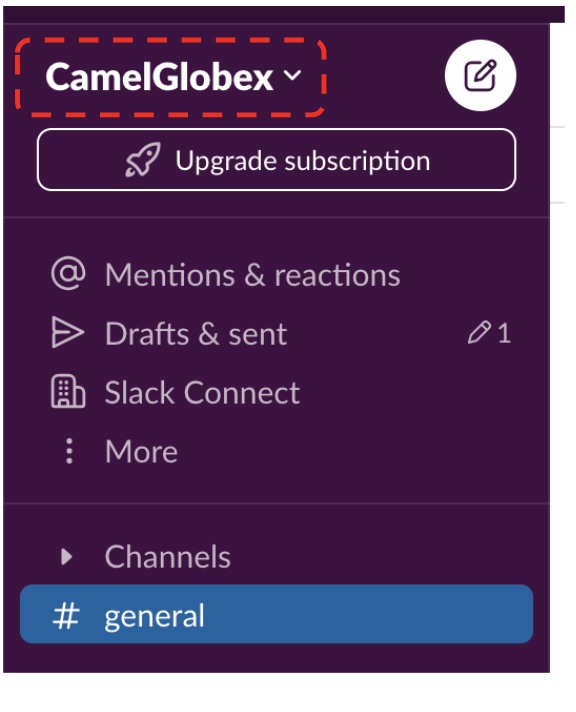 CamelGlobex
Upgrade subscription
@ Mentions & reactions
Drafts & sent 1
Slack Connect
More
Channels
# general